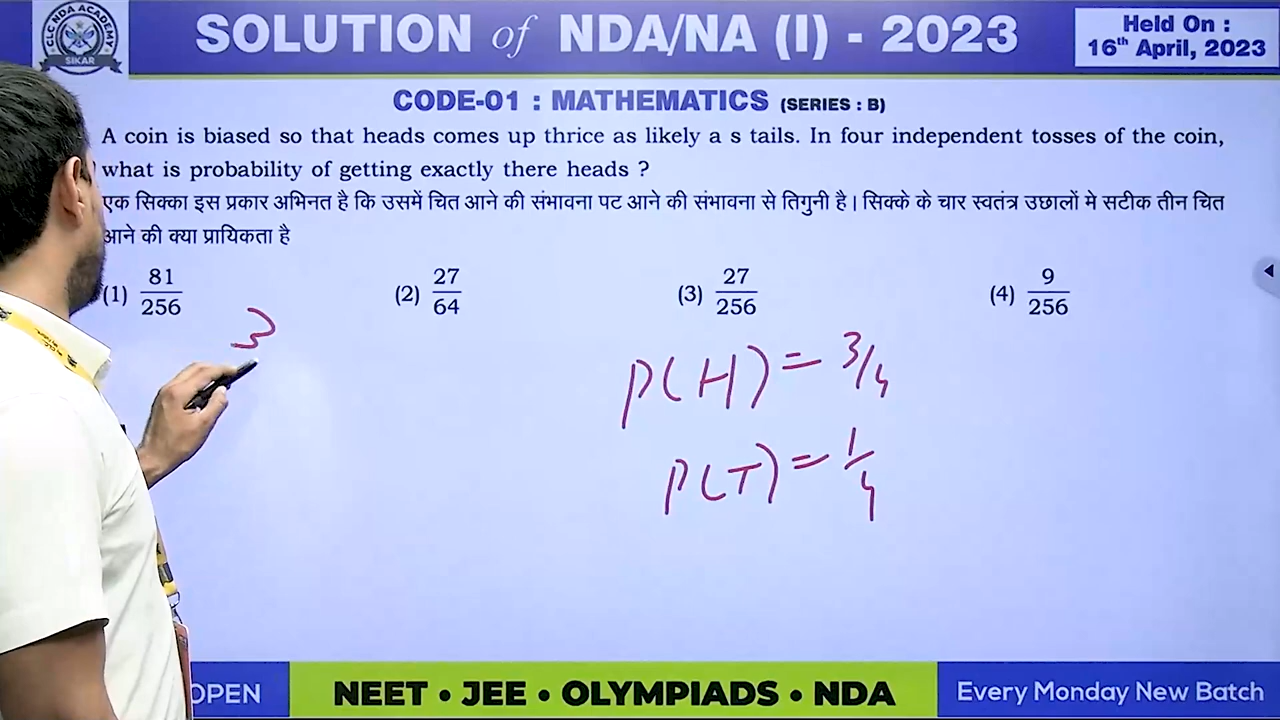 CLC NDA ACADEMY
SIKAR
SOLUTION of NDA/NA (I) - 2023
Held On :
16th April, 2023
CODE-01 : MATHEMATICS (SERIES : B)
A coin is biased so that heads comes up thrice as likely a s tails. In four independent tosses of the coin,
what is probability of getting exactly there heads ?
एक सिक्का इस प्रकार अभिनत है कि उसमें चित आने की संभावना पट आने की संभावना से तिगुनी है। सिक्के के चार स्वतंत्र उछालों मे सटीक तीन चित
आने की क्या प्रायिकता है
(1) 81/256 (2) 27/64 (3) 27/256 (4) 9/256
3
P(H) = 3/4
P(T) = 1/4
OPEN
NEET • JEE • OLYMPIADS • NDA
Every Monday New Batch